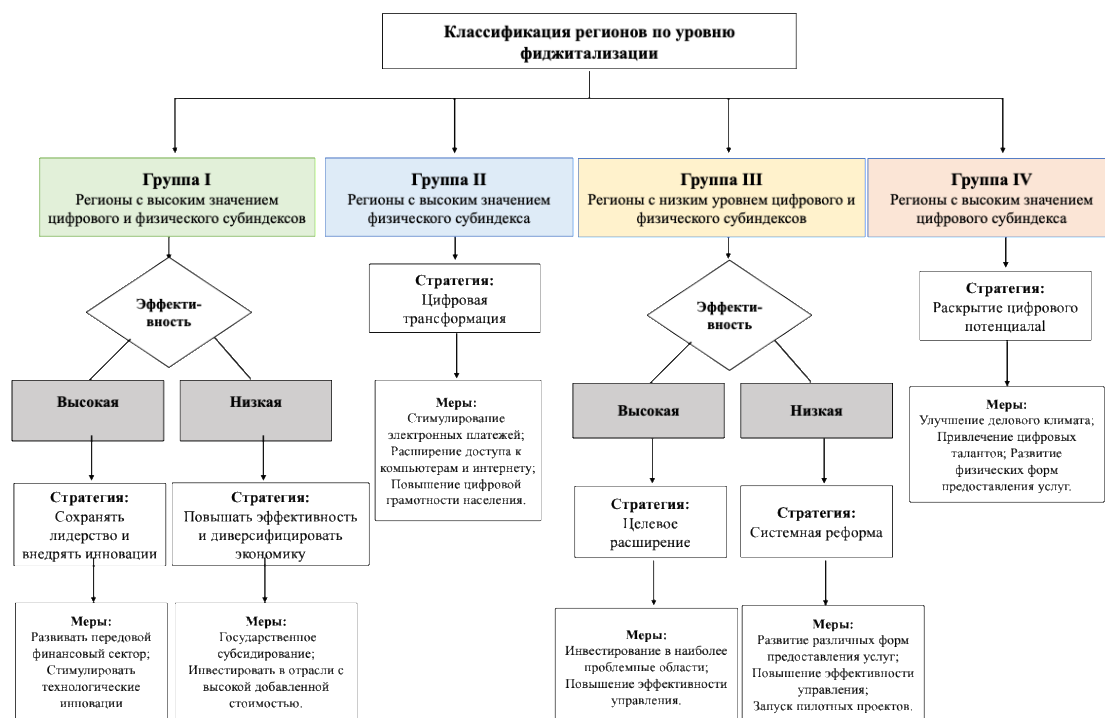 Классификация регионов по уровню
фиджитализации
Группа I
Регионы с высоким значением
цифрового и физического субиндексов
Группа II
Регионы с высоким значением
физического субиндекса
Группа III
Регионы с низким уровнем цифрового и
физического субиндексов
Группа IV
Регионы с высоким значением
цифрового субиндекса
Эффекти-
вность
Стратегия:
Цифровая
трансформация
Эффекти-
вность
Стратегия:
Раскрытие цифрового
потенциалаl
Высокая
Низкая
Меры:
Стимулирование
электронных платежей;
Расширение доступа к
компьютерам и интернету;
Повышение цифровой
грамотности населения.
Высокая
Низкая
Меры:
Улучшение делового климата;
Привлечение цифровых
талантов; Развитие
физических форм
предоставления услуг.
Стратегия:
Сохранять
лидерство и
внедрять инновации
Стратегия:
Повышать эффективность
и диверсифицировать
экономику
Стратегия:
Целевое
расширение
Стратегия:
Системная реформа
Меры:
Развивать передовой
финансовый сектор;
Стимулировать
технологические
инновации
Меры:
Государственное
субсидирование;
Инвестировать в отрасли с
высокой добавленной
стоимостью.
Меры:
Инвестирование в наиболее
проблемные области;
Повышение эффективности
управления.
Меры:
Развитие различных форм
предоставления услуг;
Повышение эффективности
управления;
Запуск пилотных проектов.